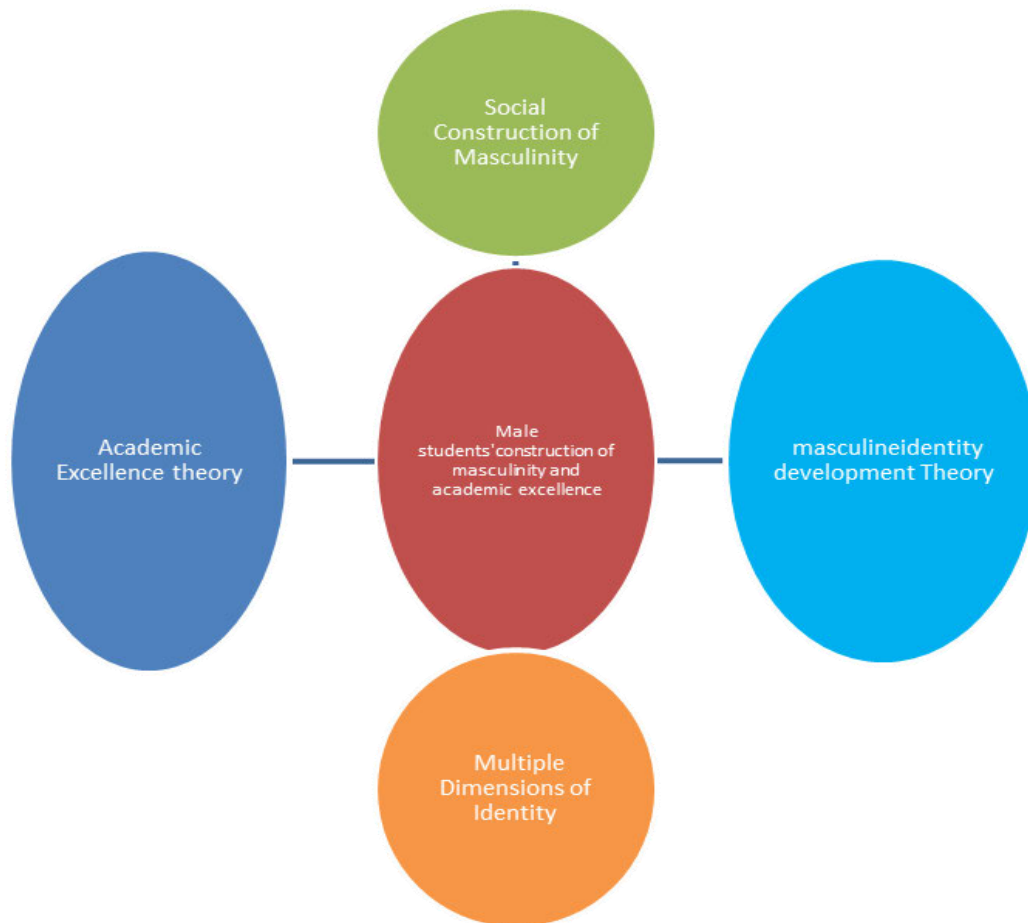 Social
Construction of
Masculinity
Academic
Excellence theory
Male
students'construction of
masculinity and
academic excellence
masculineidentity
development Theory
Multiple
Dimensions of
Identity